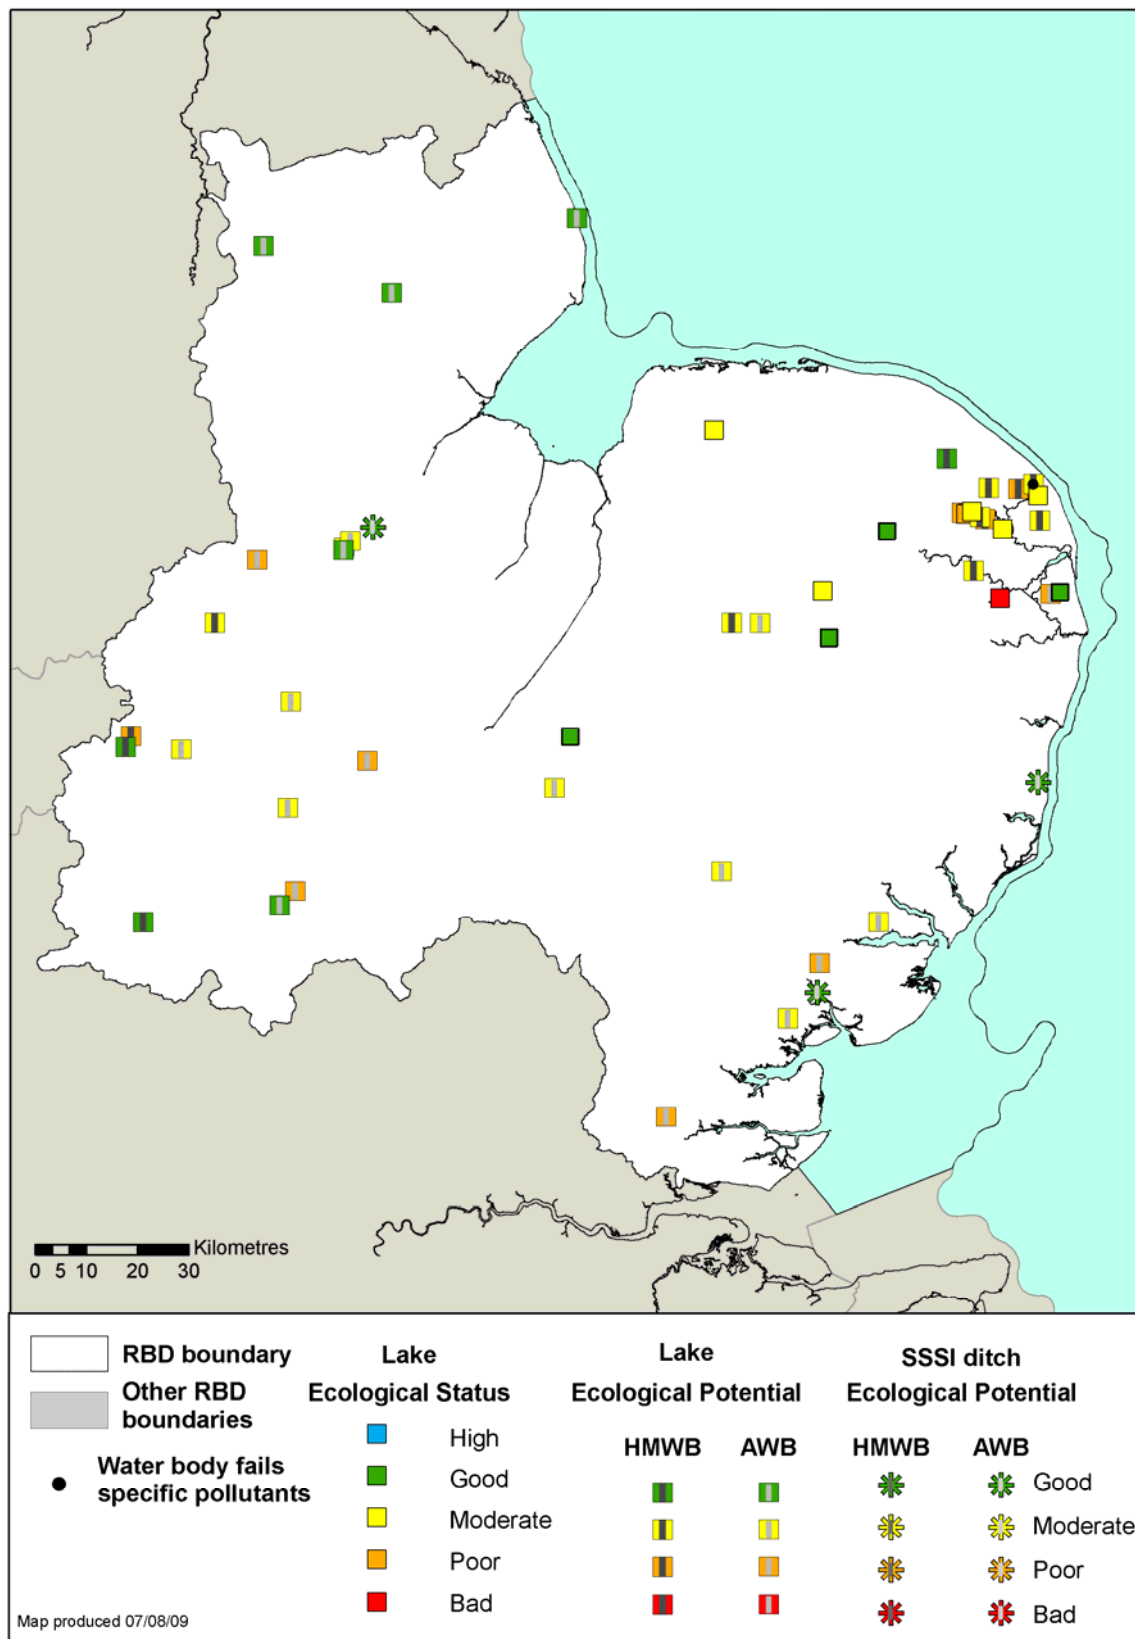 Kilometres
0 5 10 20 30
RBD boundary
Other RBD
boundaries
Water body fails
specific pollutants
Lake
Ecological Status
High
Good
Moderate
Poor
Bad
Lake
Ecological Potential
HMWB AWB
SSSI ditch
Ecological Potential
HMWB AWB
Good
Moderate
Poor
Bad
Map produced 07/08/09